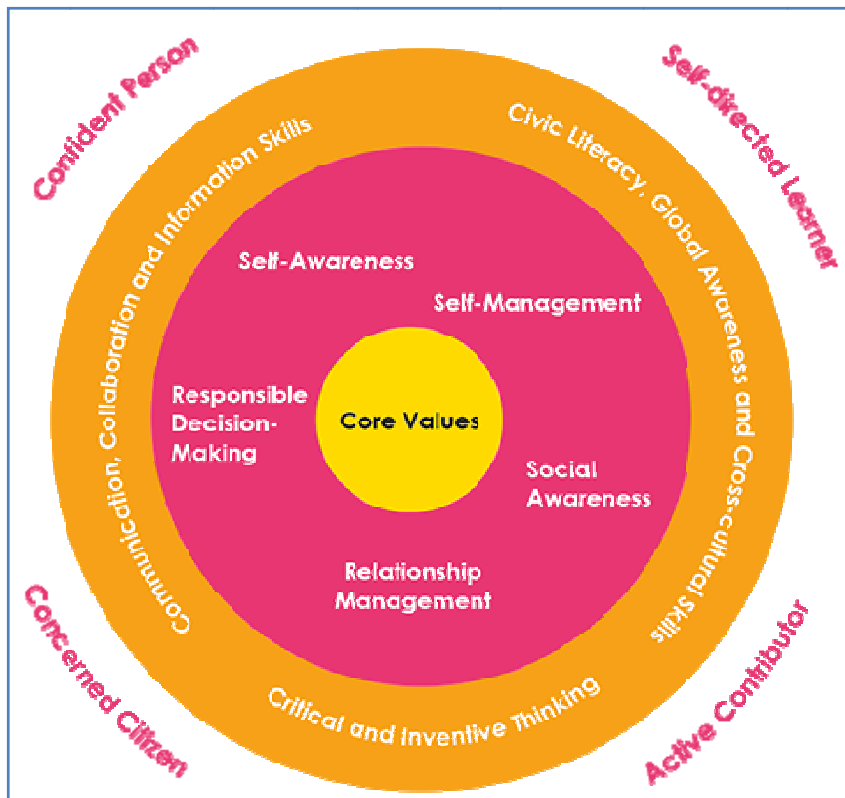 Confident Person
Self-directed Learner
Communication, Collaboration and Information Skills
Civic Literacy, Global Awareness and Cross-cultural Skills
Self-Awareness
Self-Management
Responsible
Decision-
Making
Core Values
Social
Awareness
Relationship
Management
Critical and Inventive Thinking
Concerned Citizen
Active Contributor